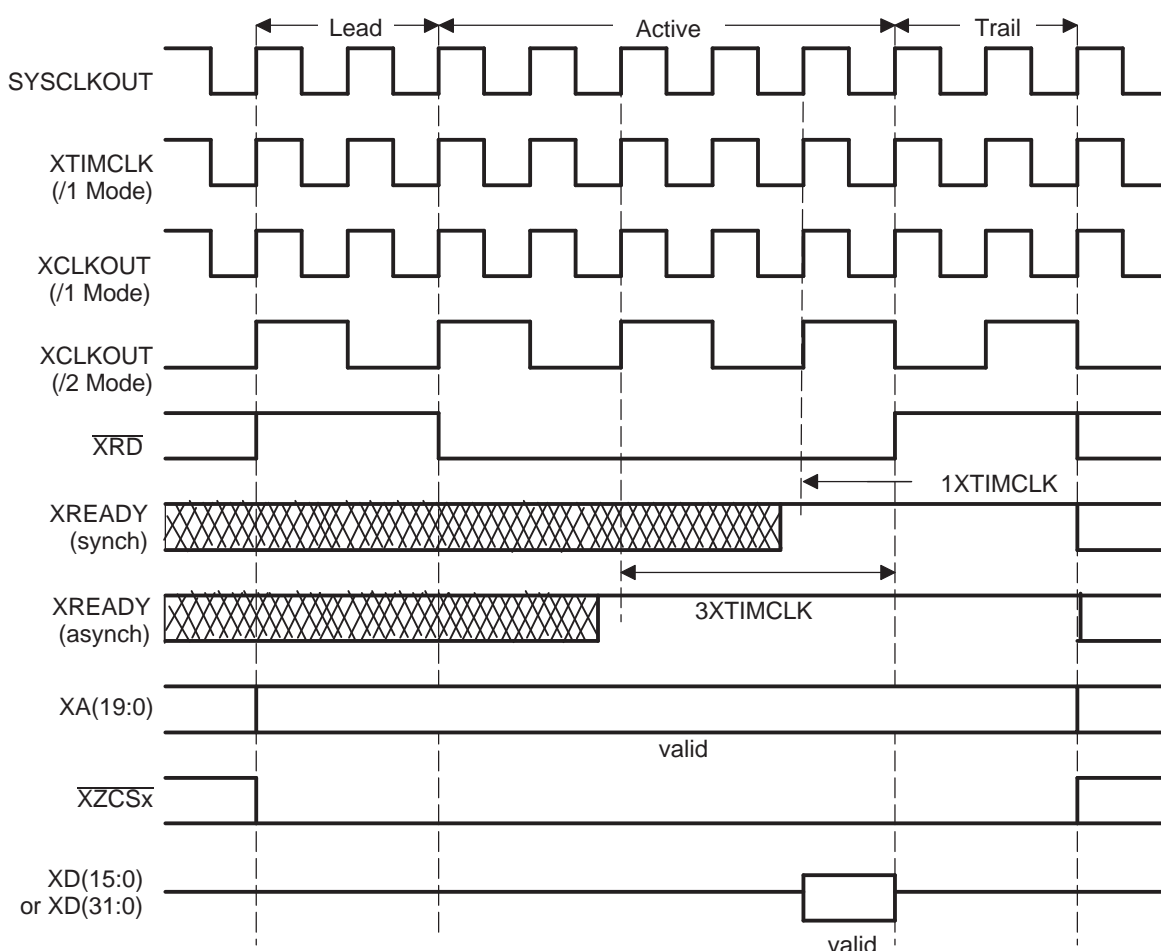 Lead
Active
Trail
SYSCLKOUT
XTIMCLK
(/1 Mode)
XCLKOUT
(/1 Mode)
XCLKOUT
(/2 Mode)
XRD
1XTIMCLK
XREADY
(synch)
3XTIMCLK
XREADY
(asynch)
XA(19:0)
valid
XZCSx
XD(15:0)
or XD(31:0)
valid